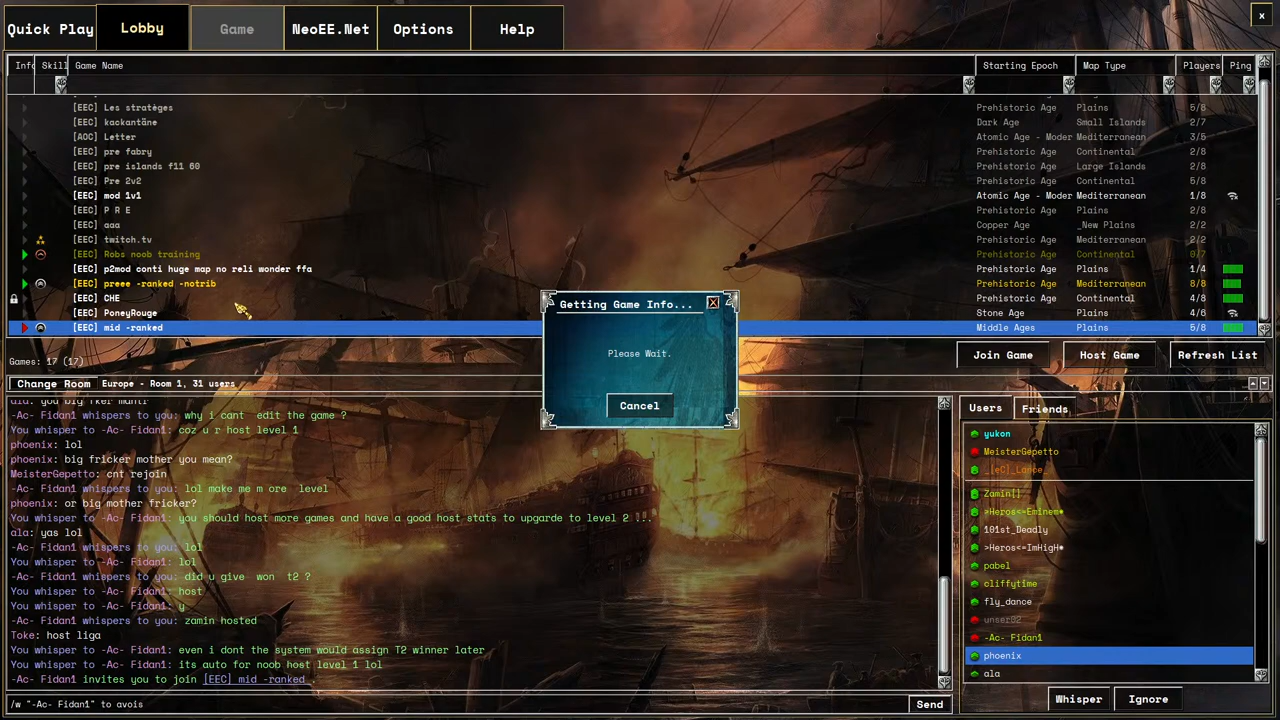 Quick Play Lobby Game NeoEE.Net Options Help x
Info Skill Game Name Starting Epoch Map Type Players Ping
[EEC] Les stratèges Prehistoric Age Plains 5/8
[EEC] kackantäne Dark Age Small Islands 2/7
[AOC] Letter Atomic Age - Moder Mediterranean 3/6
[EEC] pre fabry Prehistoric Age Continental 2/8
[EEC] pre islands f11 60 Prehistoric Age Large Islands 2/8
[EEC] Pre 2v2 Prehistoric Age Continental 5/8
[EEC] mod 1v1 Atomic Age - Moder Mediterranean 1/8
[EEC] P R E Prehistoric Age Plains 2/8
[EEC] aaa Copper Age _New Plains 2/2
[EEC] twitch.tv Prehistoric Age Mediterranean 2/2
[EEC] Robs noob training Prehistoric Age Mediterranean 0/7
[EEC] p2mod conti huge map no reli wonder ffa Prehistoric Age Plains 1/4
[EEC] preee -ranked -notrib Prehistoric Age Mediterranean 8/8
[EEC] CHE Prehistoric Age Continental 4/8
[EEC] PoneyRouge Stone Age Plains 4/6
[EEC] mid -ranked Middle Ages Plains 5/8
Getting Game Info...
Please Wait.
Cancel
Games: 17 (17) Join Game Host Game Refresh List
Change Room Europe - Room 1, 31 users
-Ac- Fidan1 whispers to you: why i cant edit the game ?
You whisper to -Ac- Fidan1: coz u r host level 1
phoenix: lol
phoenix: big fricker mother you mean?
MeisterGepetto: cnt rejoin
-Ac- Fidan1 whispers to you: lol make me m ore level
phoenix: or big mother fricker?
You whisper to -Ac- Fidan1: you should host more games and have a good host stats to upgarde to level 2 ...
ala: yas lol
-Ac- Fidan1 whispers to you: lol
You whisper to -Ac- Fidan1: lol
-Ac- Fidan1 whispers to you: did u give won t2 ?
You whisper to -Ac- Fidan1: host
You whisper to -Ac- Fidan1: y
-Ac- Fidan1 whispers to you: zamin hosted
Toke: host liga
You whisper to -Ac- Fidan1: even i dont the system would assign T2 winner later
You whisper to -Ac- Fidan1: its auto for noob host level 1 lol
-Ac- Fidan1 invites you to join [EEC] mid -ranked .
/w "-Ac- Fidan1" to avois Send
Users Friends
yukon
MeisterGepetto
_[eC]_Lance_
Zamin[]
>Heros<=Eminem*
101st_Deadly
>Heros<=ImHigH*
pabel
cliffytime
fly_dance
unser82
-Ac- Fidan1
phoenix
ala
Whisper Ignore